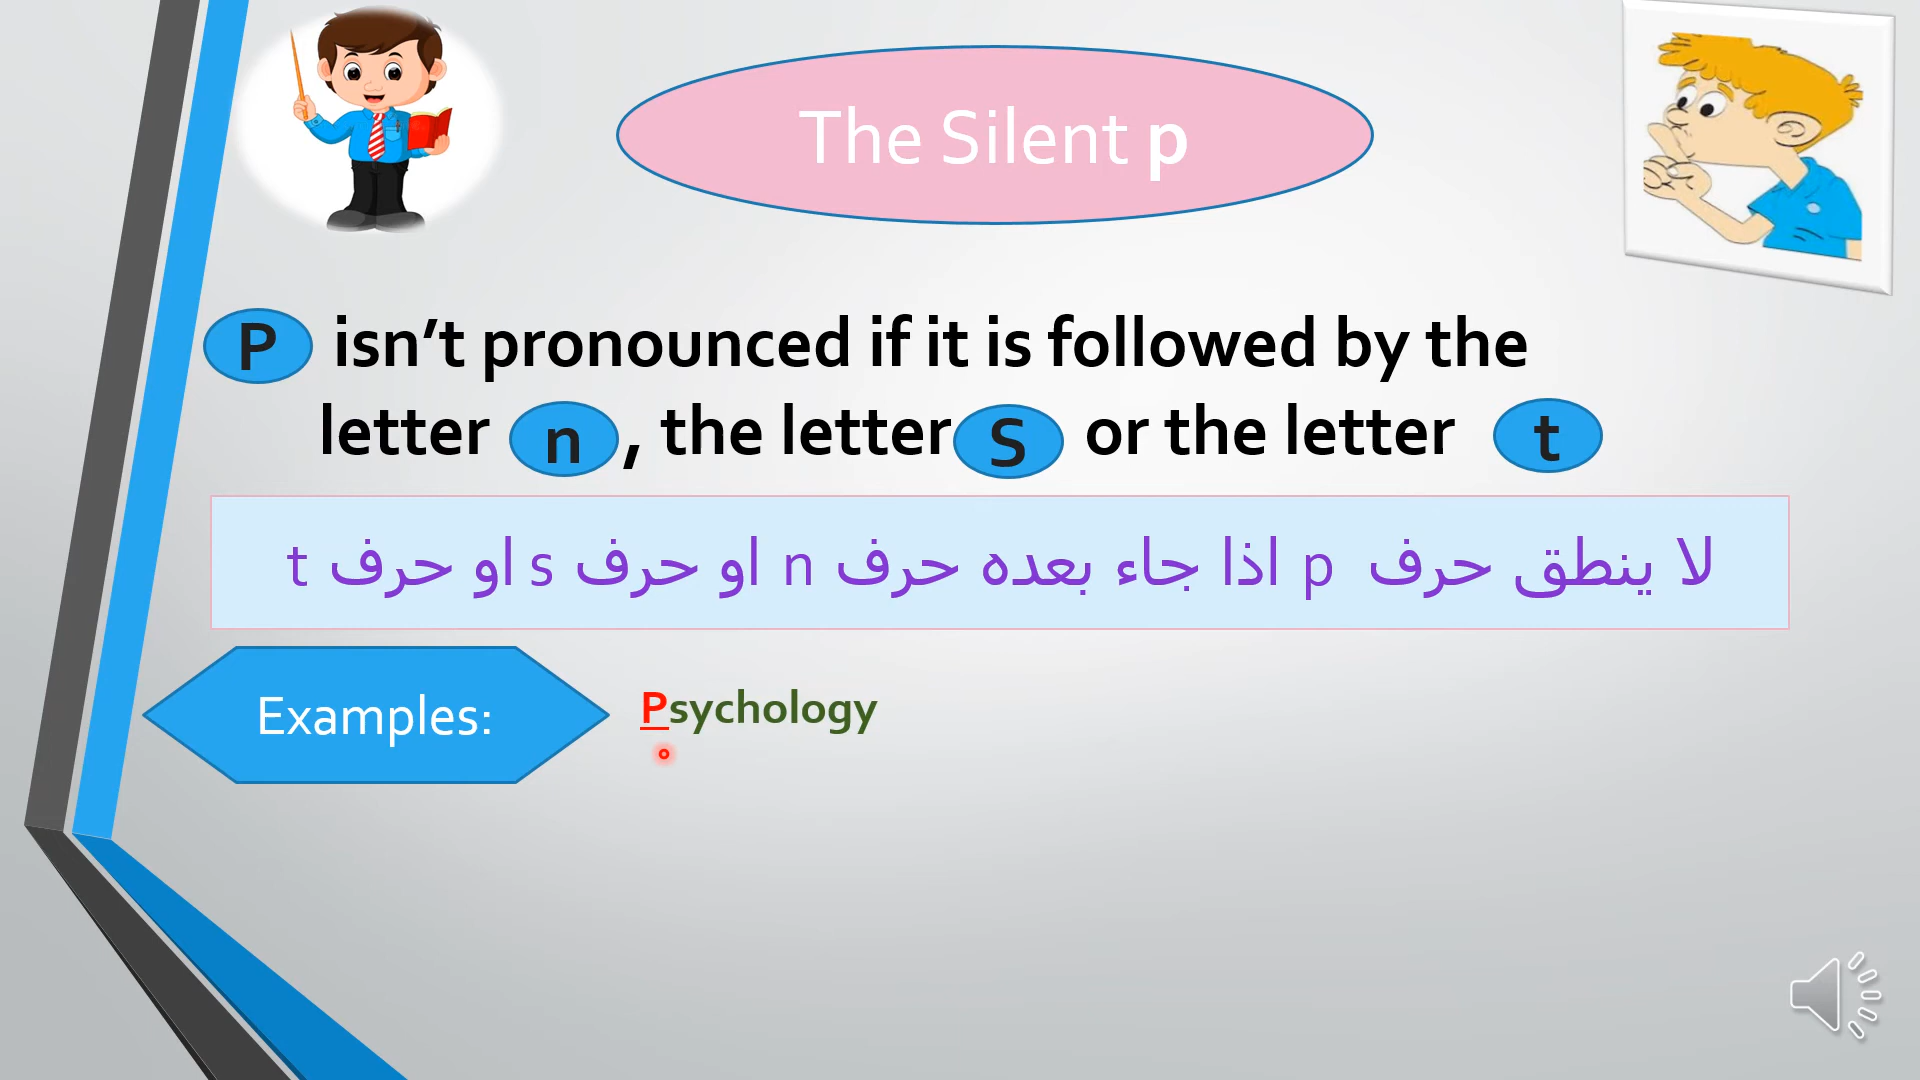 The Silent p
P isn’t pronounced if it is followed by the
letter n , the letter S or the letter t
لا ينطق حرف p اذا جاء بعده حرف n او حرف s او حرف t
Examples:
Psychology